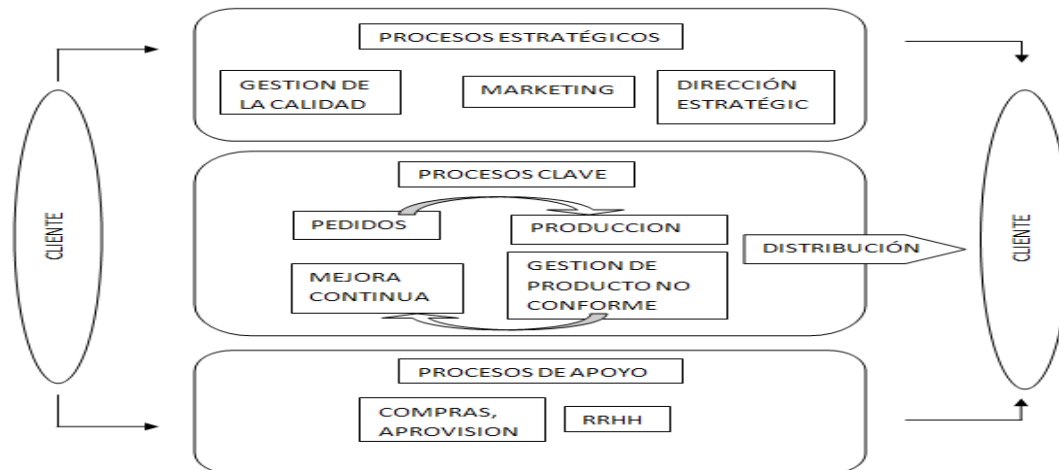 PROCESOS ESTRATÉGICOS
GESTION DE
LA CALIDAD
MARKETING
DIRECCIÓN
ESTRATÉGIC
CLIENTE
PROCESOS CLAVE
PEDIDOS
PRODUCCION
DISTRIBUCIÓN
MEJORA
CONTINUA
GESTION DE
PRODUCTO NO
CONFORME
CLIENTE
PROCESOS DE APOYO
COMPRAS,
APROVISION
RRHH